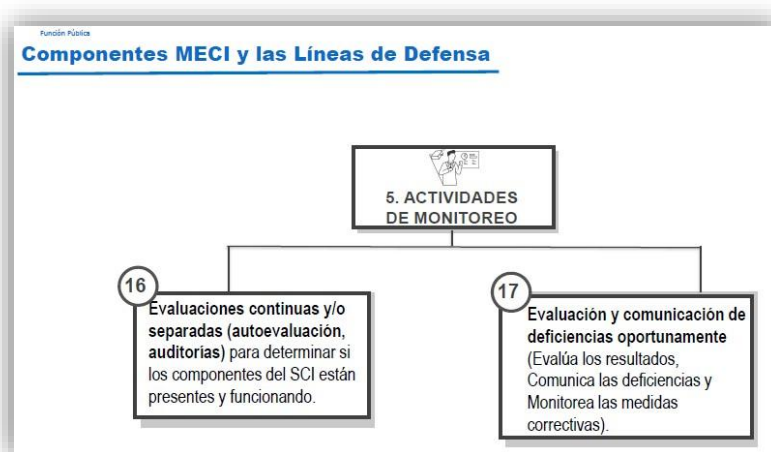 Función Pública
Componentes MECI y las Líneas de Defensa
5. ACTIVIDADES
DE MONITOREO
16
Evaluaciones continuas y/o
separadas (autoevaluación,
auditorías) para determinar si
los componentes del SCI están
presentes y funcionando.
17
Evaluación y comunicación de
deficiencias oportunamente
(Evalúa los resultados,
Comunica las deficiencias y
Monitorea las medidas
correctivas).